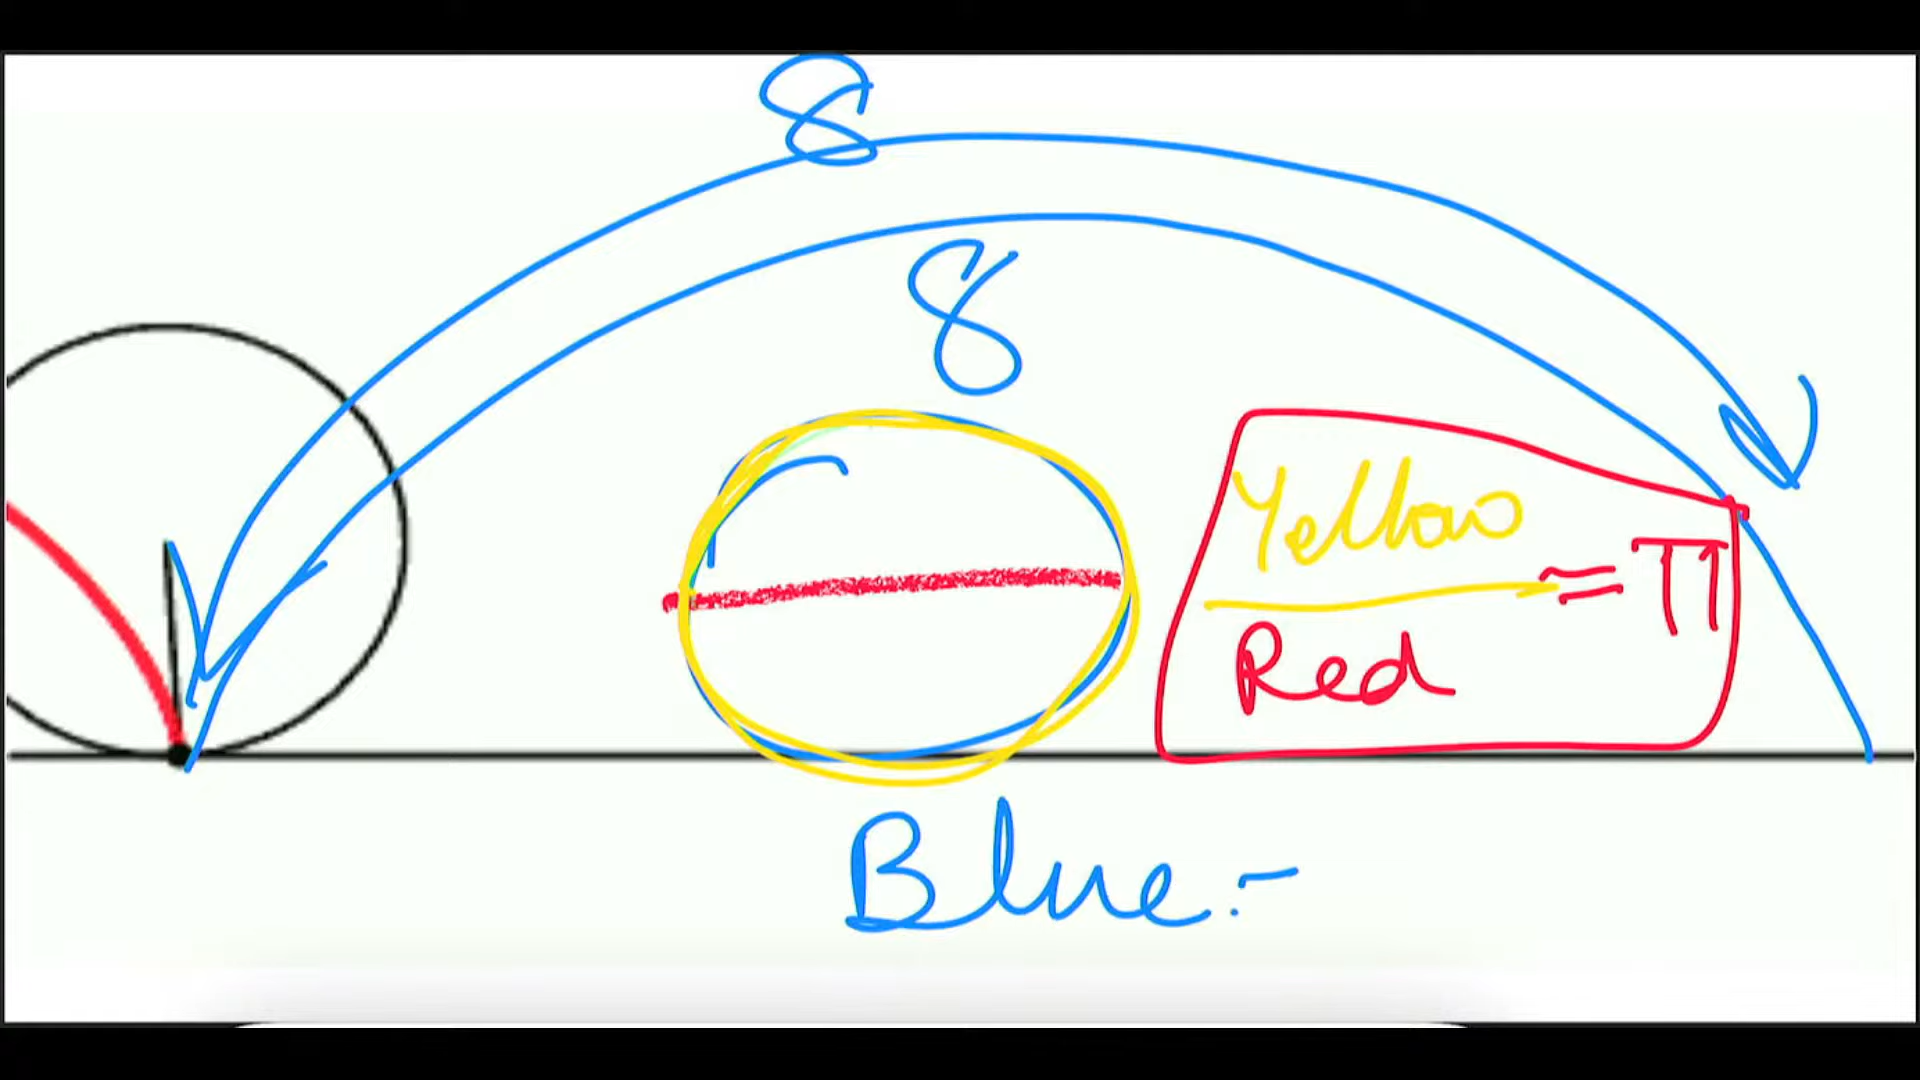 8
8
Yellow
= π
Red
Blue :-